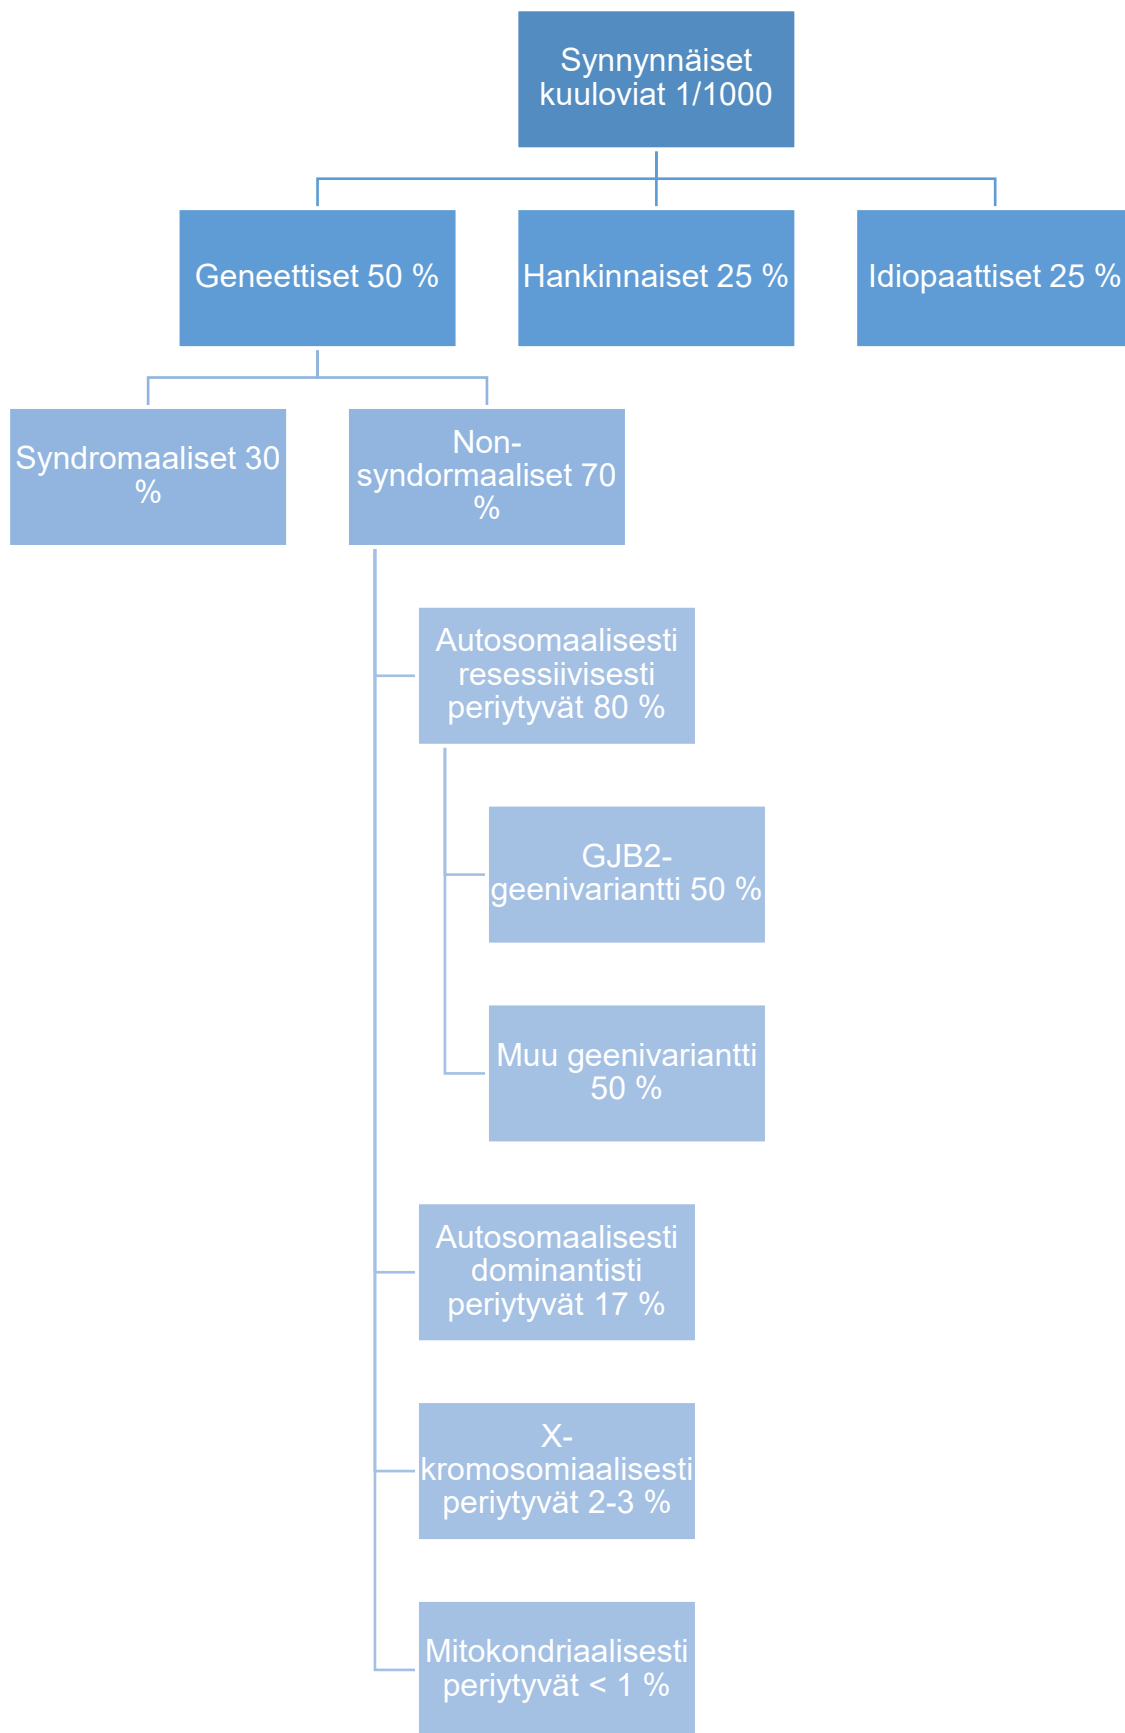 Synnynnäiset
kuuloviat 1/1000
Geneettiset 50 %
Hankinnaiset 25 %
Idiopaattiset 25 %
Syndromaaliset 30
%
Non-
syndormaaliset 70
%
Autosomaalisesti
resessiivisesti
periytyvät 80 %
GJB2-
geenivariantti 50 %
Muu geenivariantti
50 %
Autosomaalisesti
dominantisti
periytyvät 17 %
X-
kromosomiaalisesti
periytyvät 2-3 %
Mitokondriaalisesti
periytyvät < 1 %